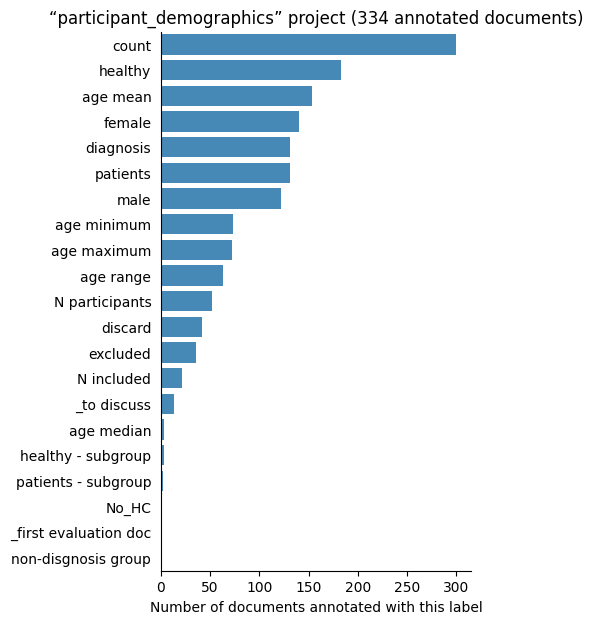 “participant_demographics” project (334 annotated documents)
count
healthy
age mean
female
diagnosis
patients
male
age minimum
age maximum
age range
N participants
discard
excluded
N included
_to discuss
age median
healthy - subgroup
patients - subgroup
No_HC
_first evaluation doc
non-disgnosis group
0 50 100 150 200 250 300
Number of documents annotated with this label